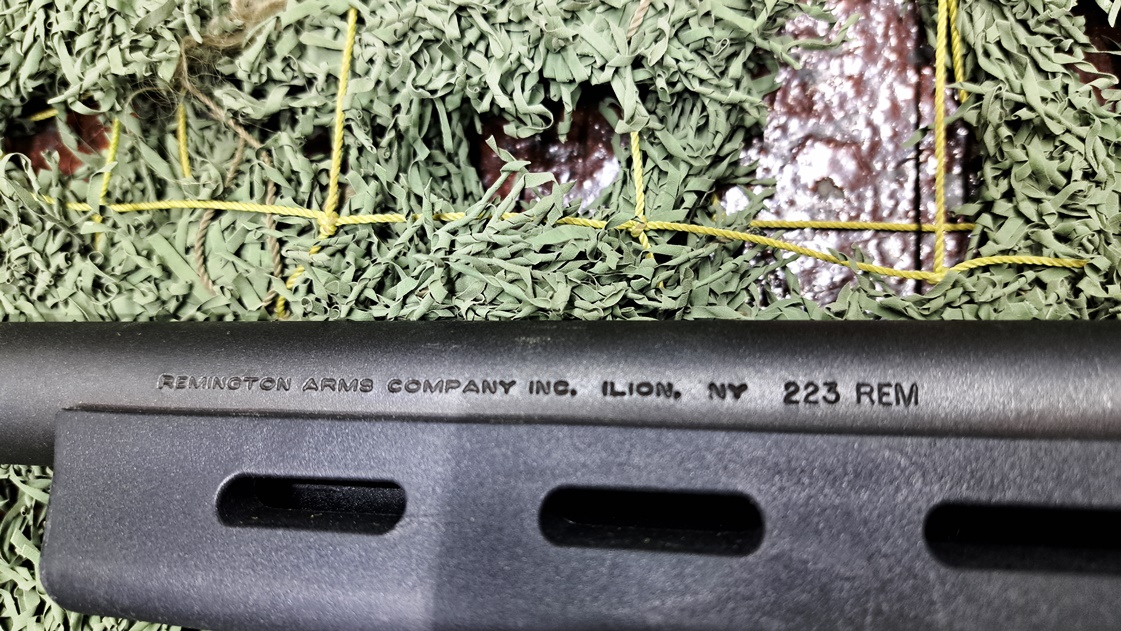 REMINGTON ARMS COMPANY INC. ILION, NY 223 REM